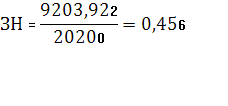 ЗН = 9203,922 / 20200 = 0,456